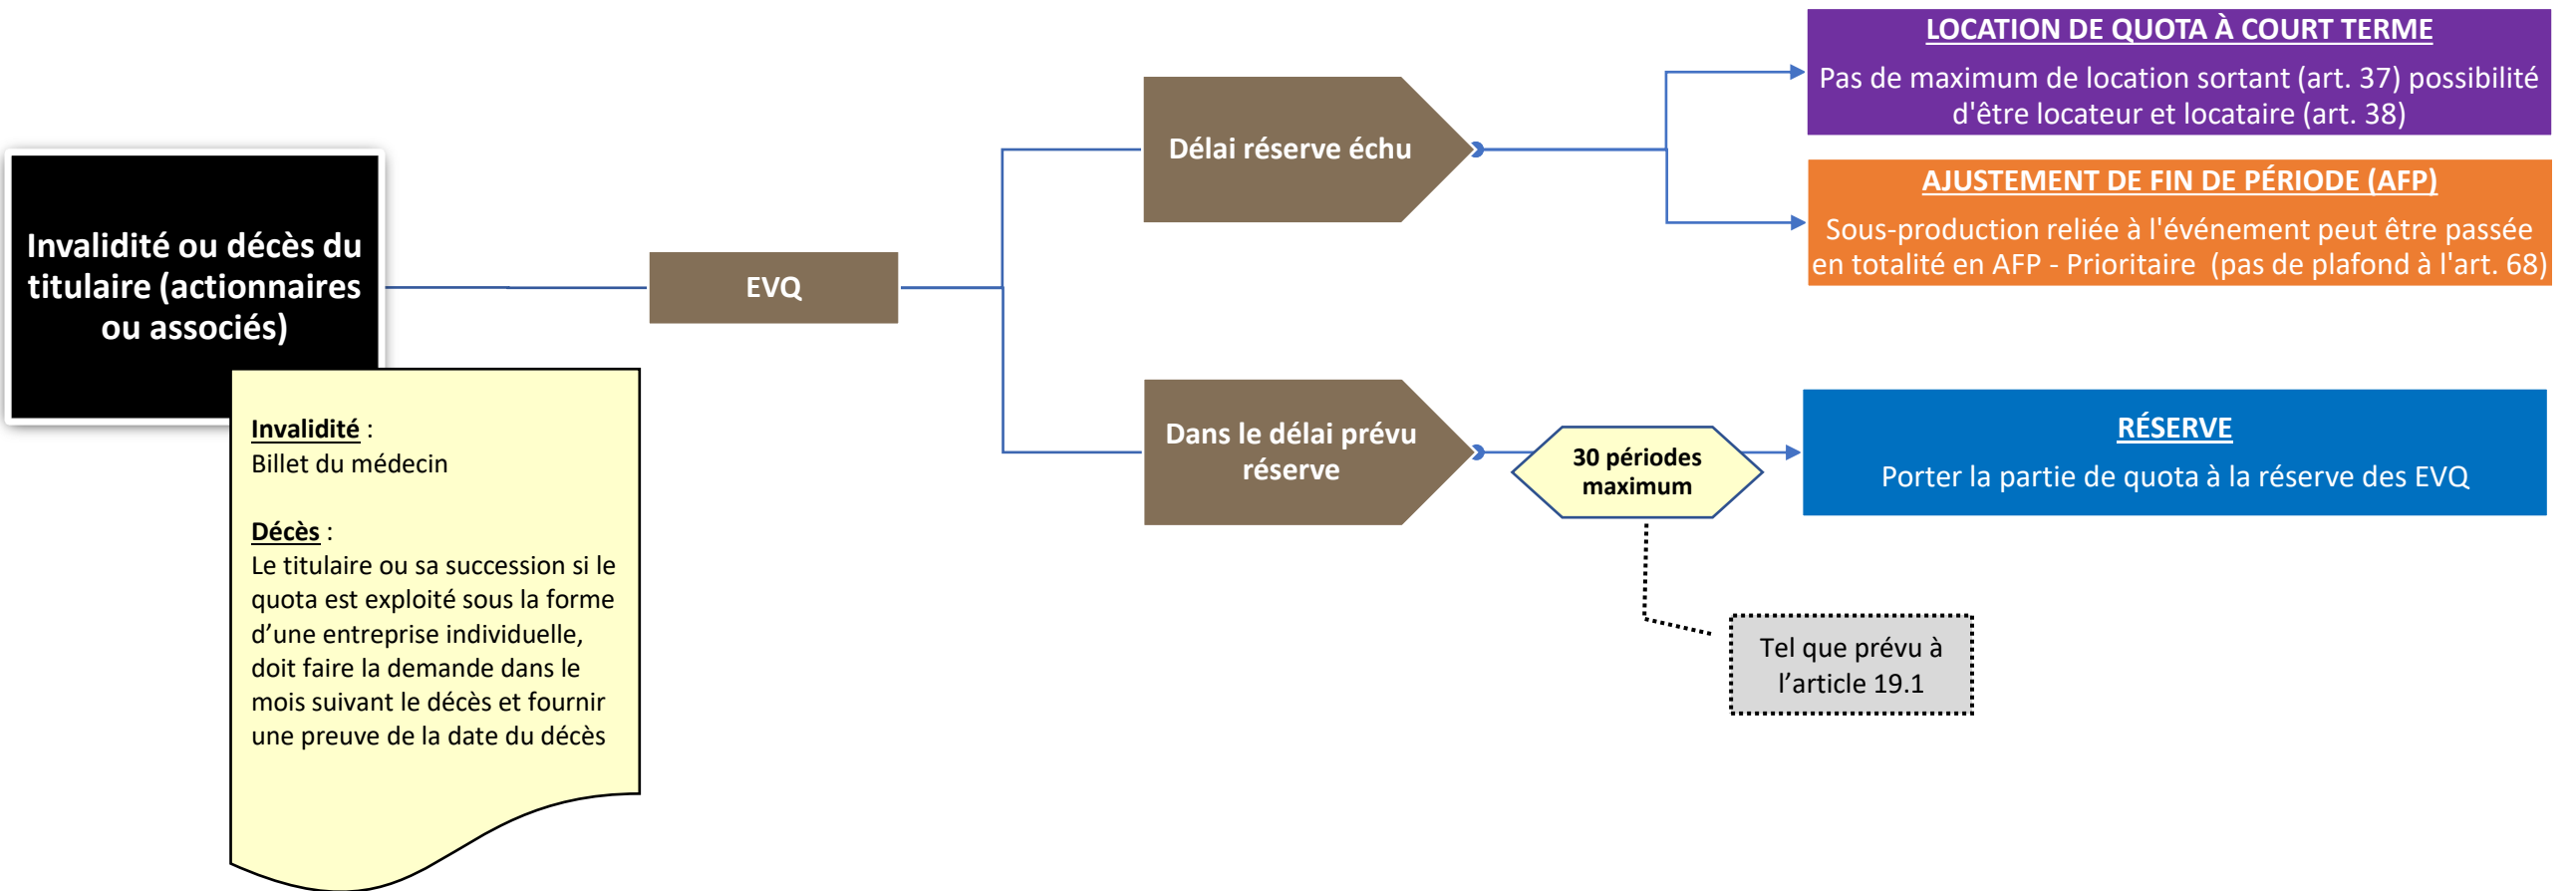 Invalidité ou décès du
titulaire (actionnaires
ou associés)
Invalidité :
Billet du médecin
Décès :
Le titulaire ou sa succession si le
quota est exploité sous la forme
d’une entreprise individuelle,
doit faire la demande dans le
mois suivant le décès et fournir
une preuve de la date du décès
EVQ
Délai réserve échu
LOCATION DE QUOTA À COURT TERME
Pas de maximum de location sortant (art. 37) possibilité
d'être locateur et locataire (art. 38)
AJUSTEMENT DE FIN DE PÉRIODE (AFP)
Sous-production reliée à l'événement peut être passée
en totalité en AFP - Prioritaire  (pas de plafond à l'art. 68)
Dans le délai prévu
réserve
30 périodes
maximum
RÉSERVE
Porter la partie de quota à la réserve des EVQ
Tel que prévu à
l’article 19.1